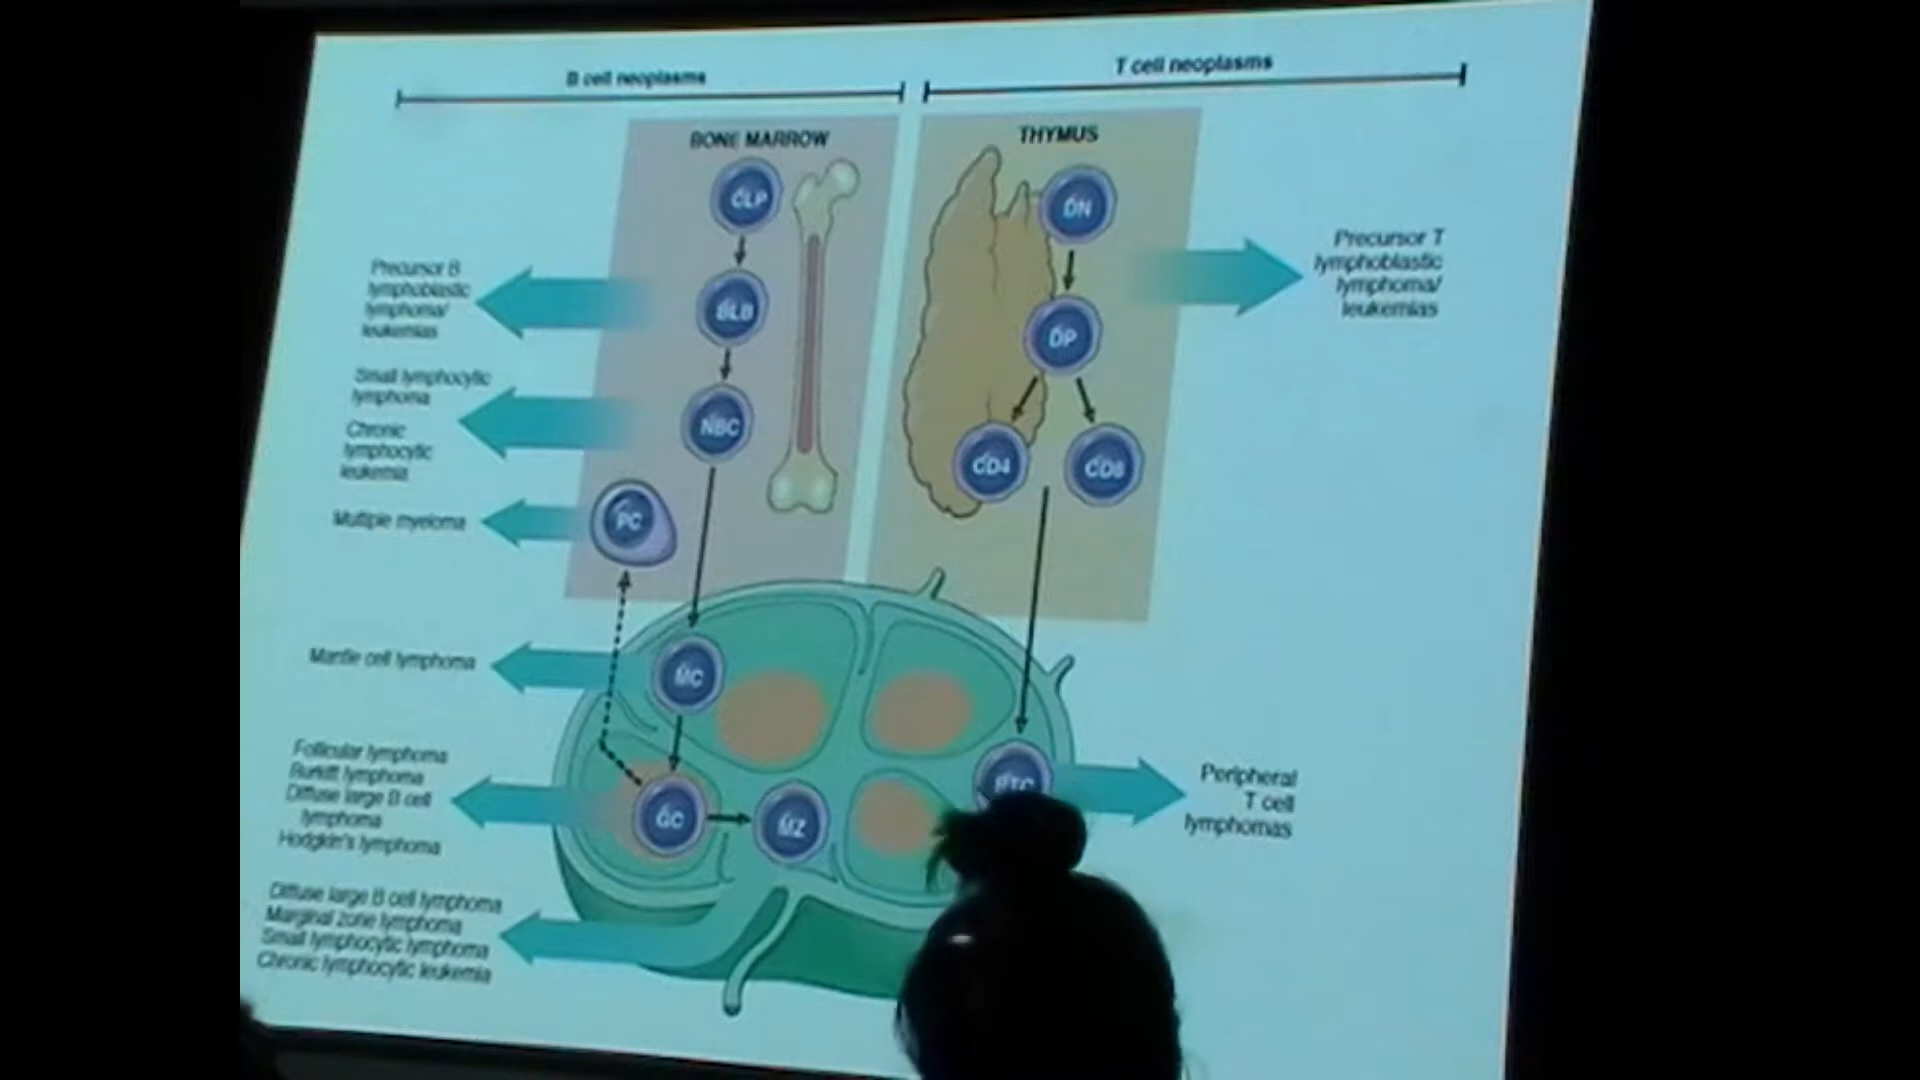 B cell neoplasms
T cell neoplasms
BONE MARROW
THYMUS
CLP
DN
Precursor B
lymphoblastic
lymphoma/
leukemias
BLB
Precursor T
lymphoblastic
lymphoma/
leukemias
DP
Small lymphocytic
lymphoma
Chronic
lymphocytic
leukemia
NBC
CD4
CD8
Multiple myeloma
PC
Mantle cell lymphoma
MC
Follicular lymphoma
Burkitt lymphoma
Diffuse large B cell
lymphoma
Hodgkin's lymphoma
GC
MZ
PTC
Peripheral
T cell
lymphomas
Diffuse large B cell lymphoma
Marginal zone lymphoma
Small lymphocytic lymphoma
Chronic lymphocytic leukemia